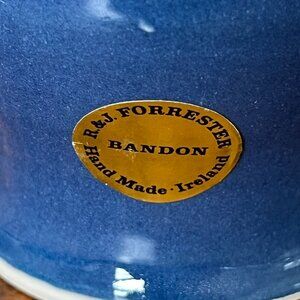 R&J. FORRESTER
BANDON
Hand Made · Ireland